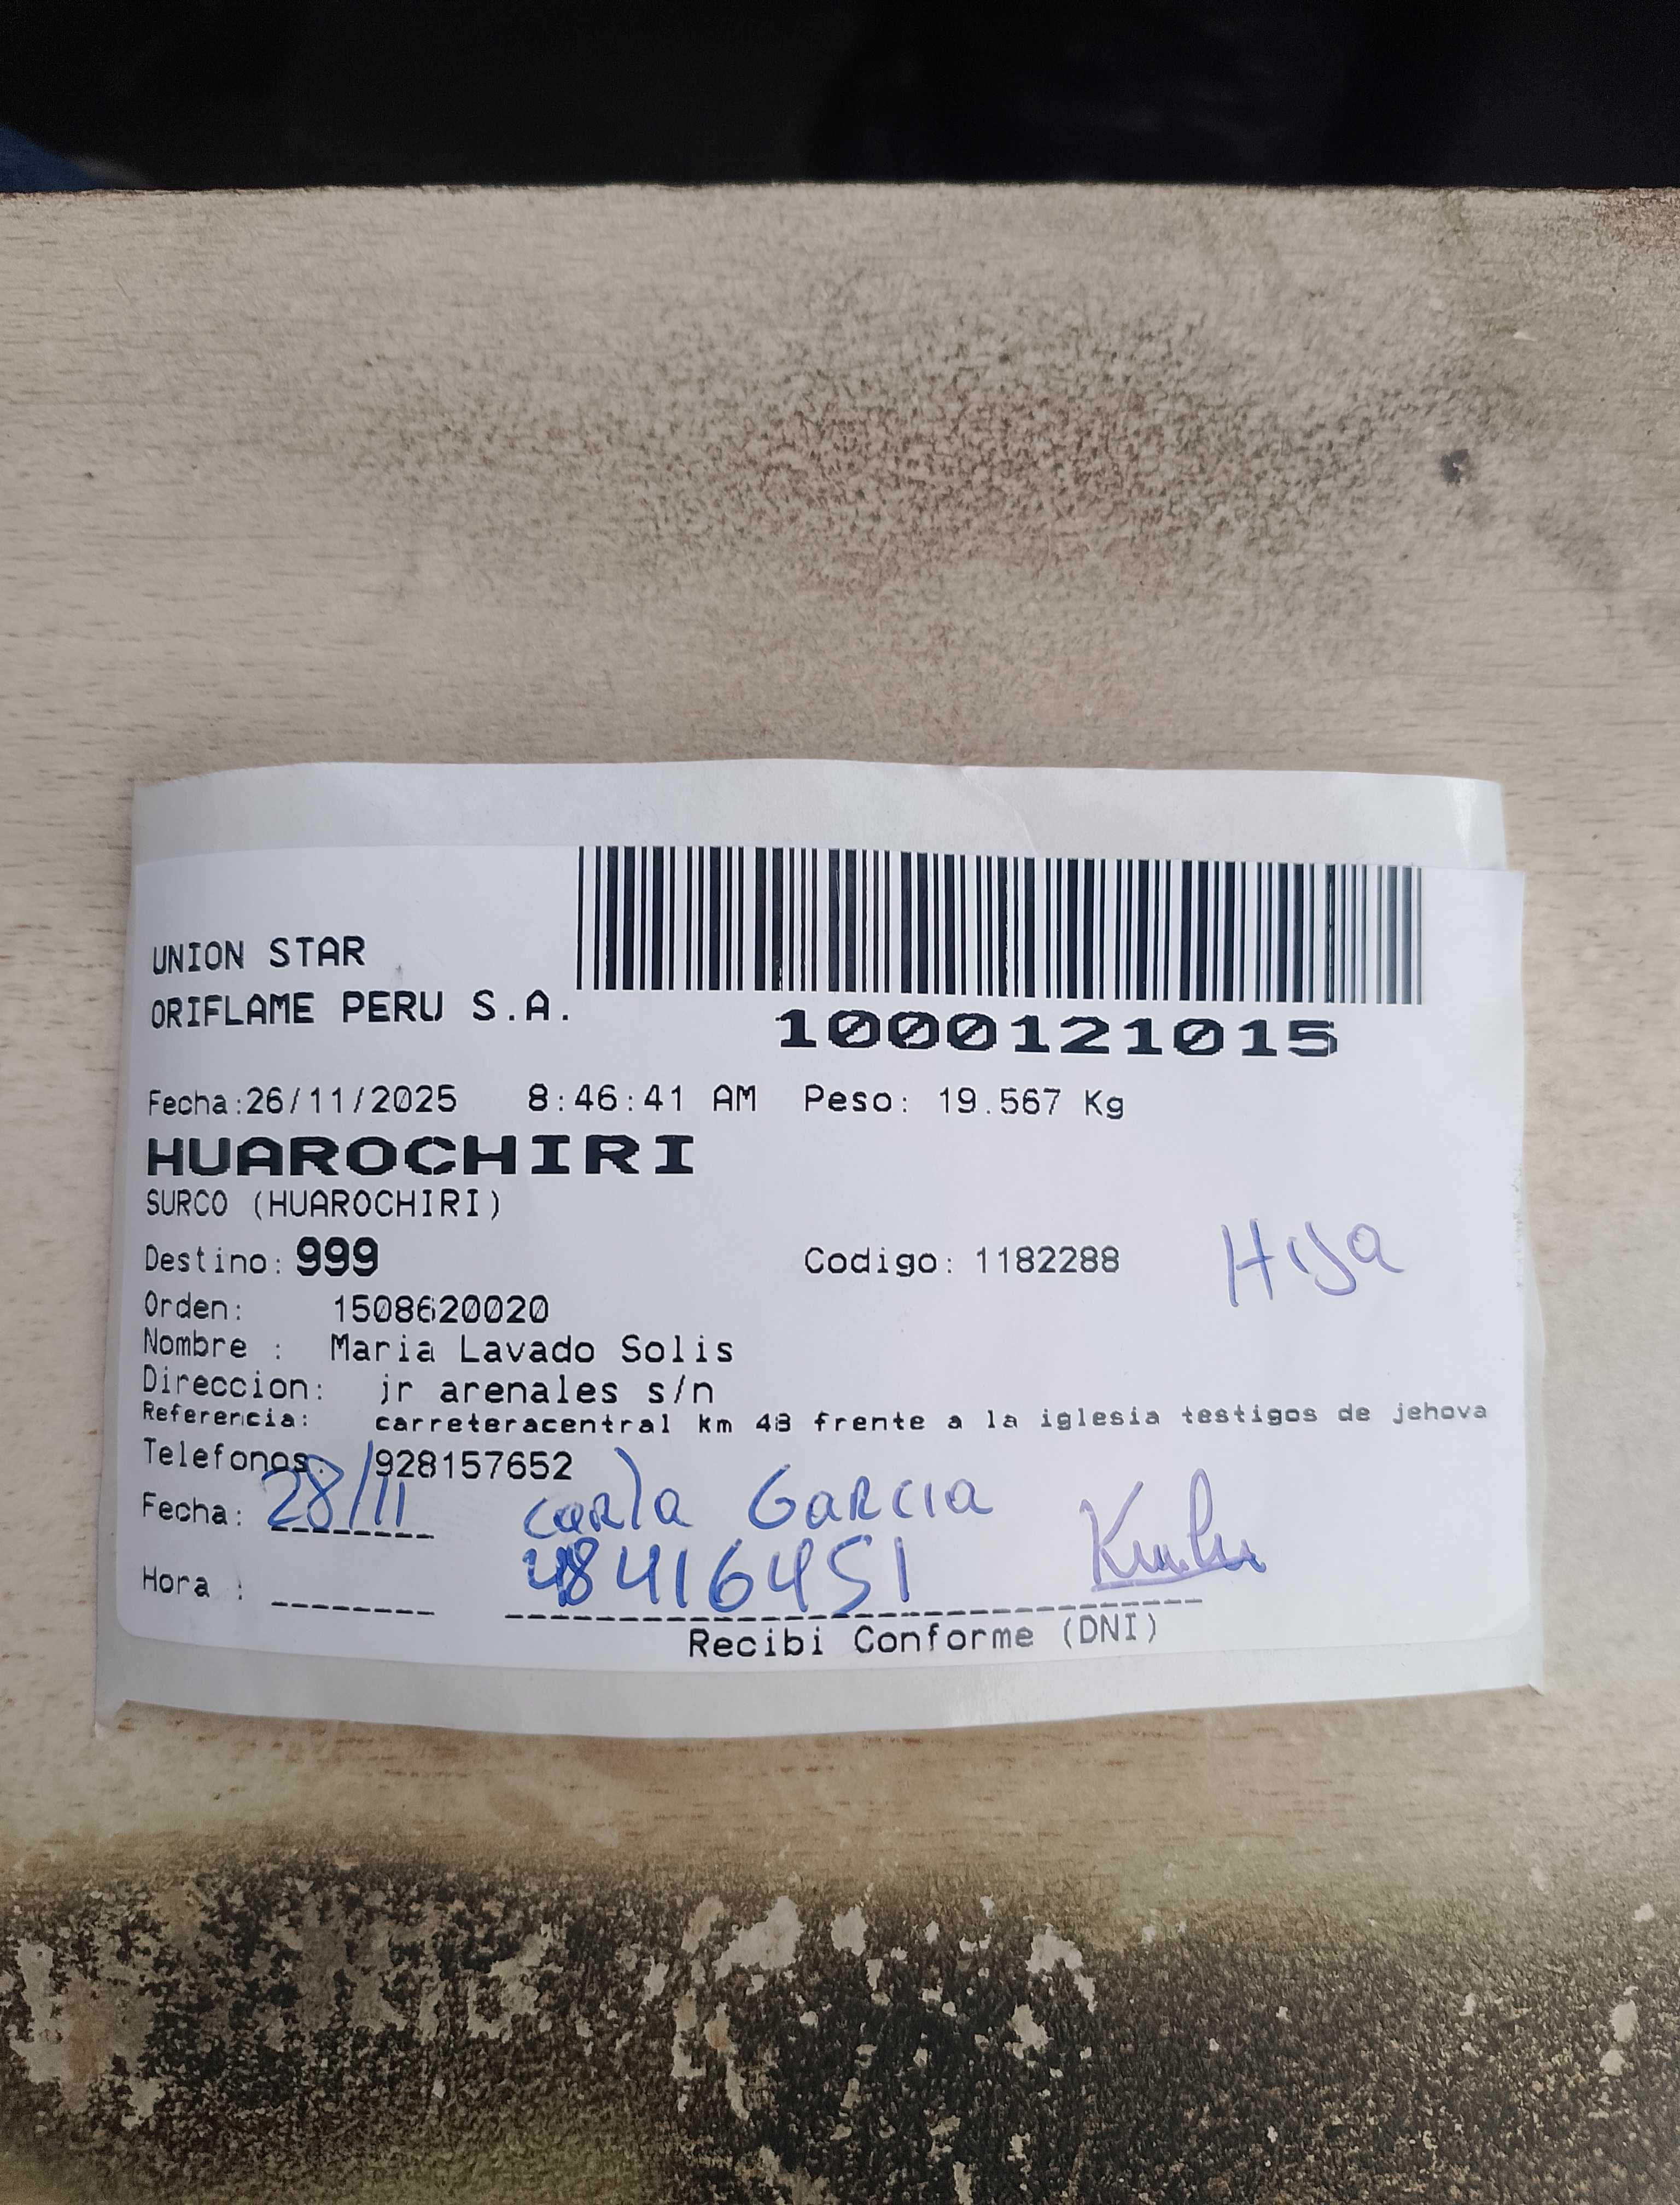 UNION STAR
ORIFLAME PERU S.A.
1000121015
Fecha:26/11/2025 8:46:41 AM Peso: 19.567 Kg
HUAROCHIRI
SURCO (HUAROCHIRI)
Destino: 999 Codigo: 1182288 Hija
Orden: 1508620020
Nombre : Maria Lavado Solis
Direccion: jr arenales s/n
Referencia: carreteracentral km 48 frente a la iglesia testigos de jehova
Telefonos: /928157652
Fecha: 28/11 Carla Garcia
48416451
Hora :
Recibi Conforme (DNI)